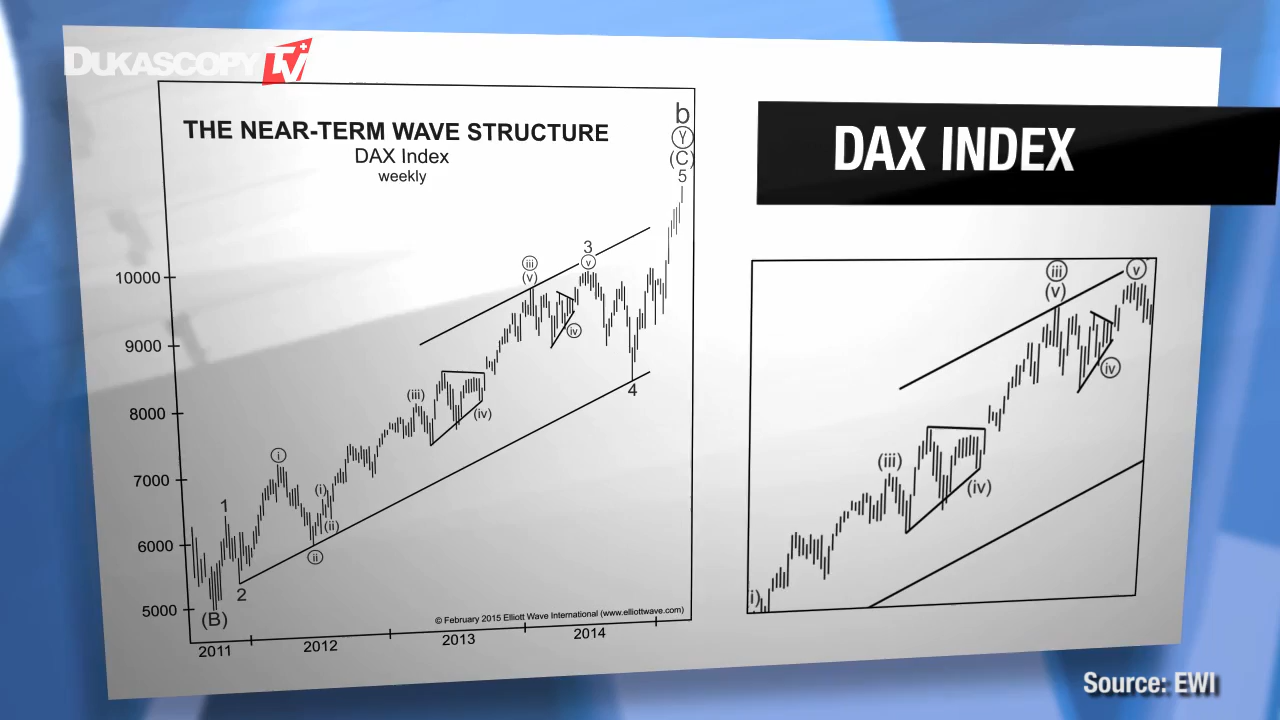 DUKASCOPY TV
THE NEAR-TERM WAVE STRUCTURE
DAX Index
weekly
b
Y
(C)
5
DAX INDEX
10000
9000
8000
7000
6000
5000
3
iii
v
(v)
iv
4
(iii)
(iv)
i
(i)
(ii)
ii
1
2
(B)
© February 2015 Elliott Wave International (www.elliottwave.com)
2011
2012
2013
2014
iii
(v)
v
iv
(iii)
(iv)
i)
Source: EWI